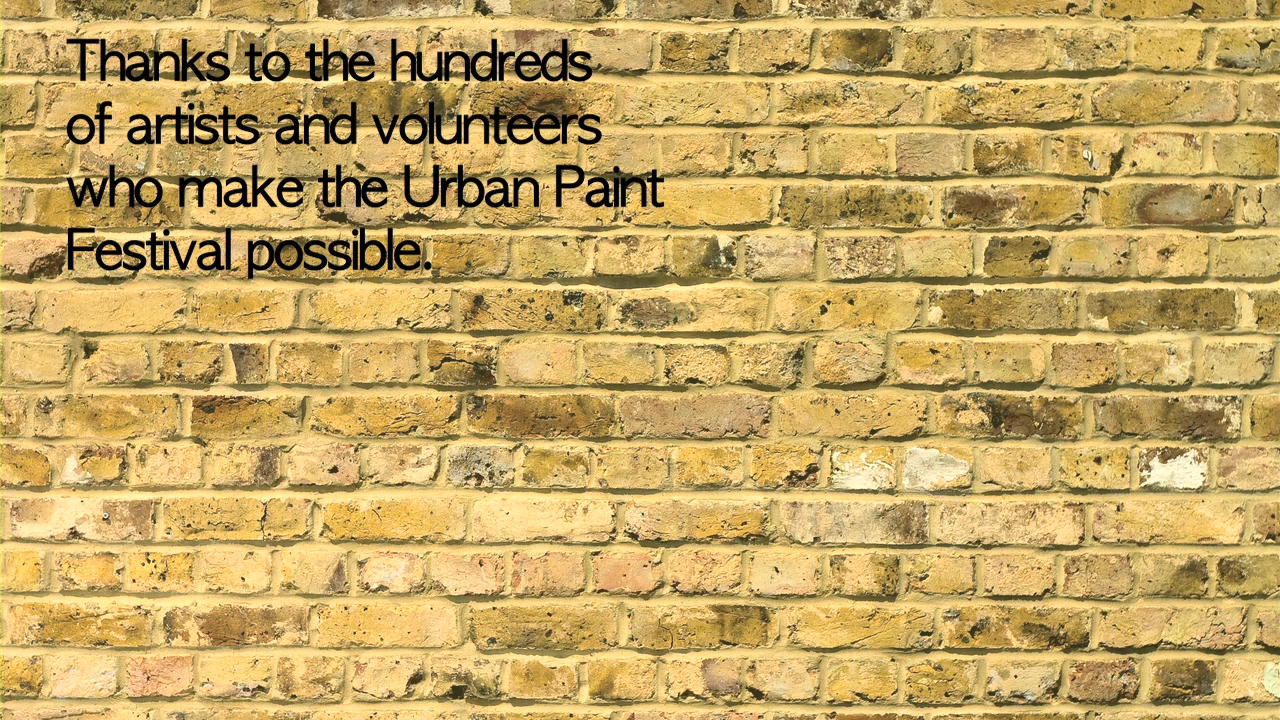 Thanks to the hundreds
of artists and volunteers
who make the Urban Paint
Festival possible.